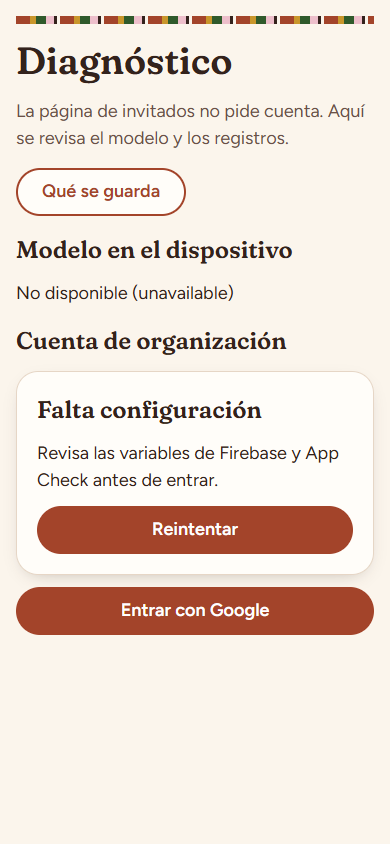 Diagnóstico
La página de invitados no pide cuenta. Aquí
se revisa el modelo y los registros.
Qué se guarda
Modelo en el dispositivo
No disponible (unavailable)
Cuenta de organización
Falta configuración
Revisa las variables de Firebase y App
Check antes de entrar.
Reintentar
Entrar con Google